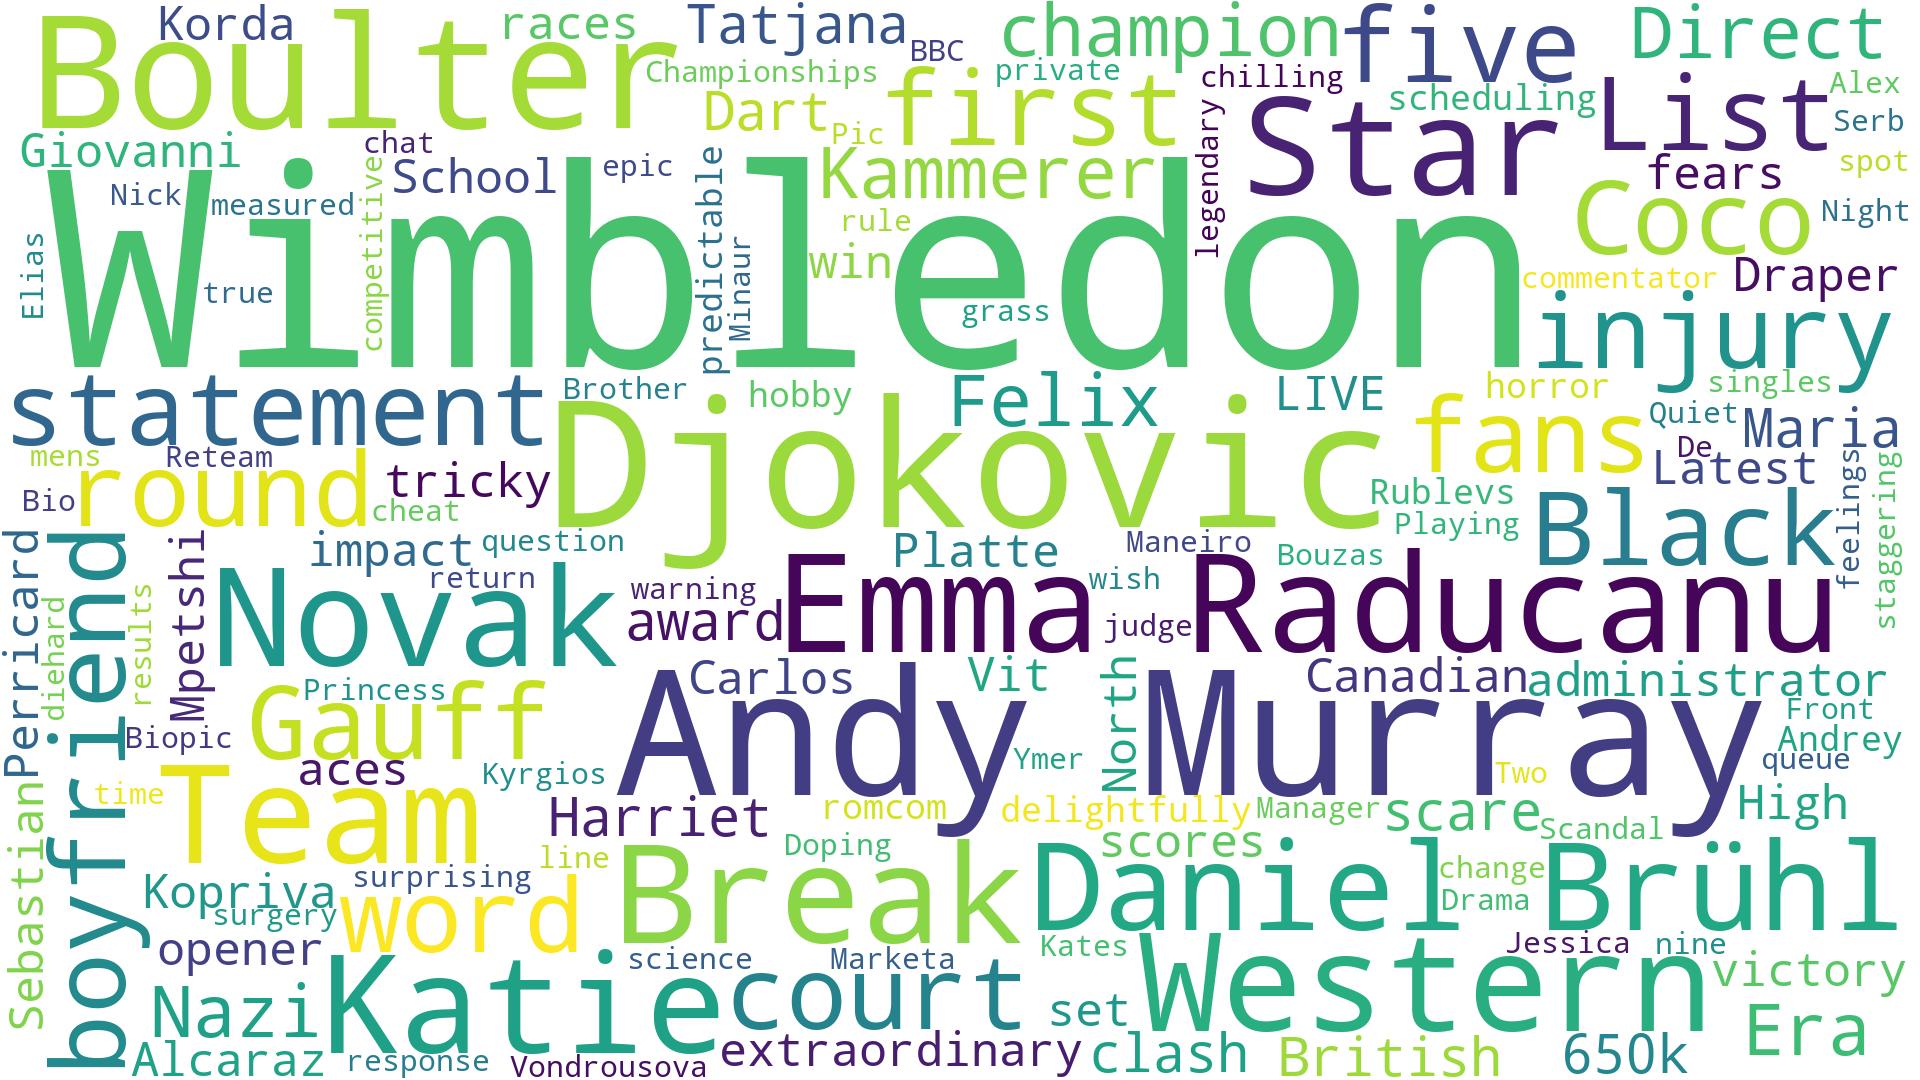 Korda
races
Tatjana
BBC
champion
five
Direct
Boulter
Championships
private
chilling
List
Alex
Dart
first
scheduling
Star
Serb
Giovanni
chat
Pic
legendary
spot
School
epic
Kammerer
fears
Nick
measured
competitive
predictable
rule
Coco
Night
Wimbledon
Elias
true
Minaur
win
commentator
Draper
grass
injury
statement
Brother
hobby
Felix
LIVE
horror
singles
fans
Quiet
Maria
mens
Reteam
Djokovic
De
Latest
Bio
round
tricky
cheat
Rublevs
Playing
Black
feelings
staggering
Perricard
boyfriend
Mpetshi
impact
question
Platte
Maneiro
Bouzas
diehard
results
Novak
return
warning
award
Emma
wish
judge
Raducanu
Princess
Gauff
Carlos
Vit
North
Canadian
administrator
Biopic
aces
Andy
Murray
Front
Andrey
Ymer
Two
queue
time
Team
Kyrgios
Harriet
romcom
delightfully
Manager
scare
High
Sebastian
line
Doping
scores
Scandal
Kopriva
surprising
Break
Daniel
change
Drama
Brühl
surgery
word
opener
Katie
science
Marketa
Kates
Jessica
nine
Nazi
court
set
Western
victory
Alcaraz
response
Vondrousova
extraordinary
clash
British
650k
Era